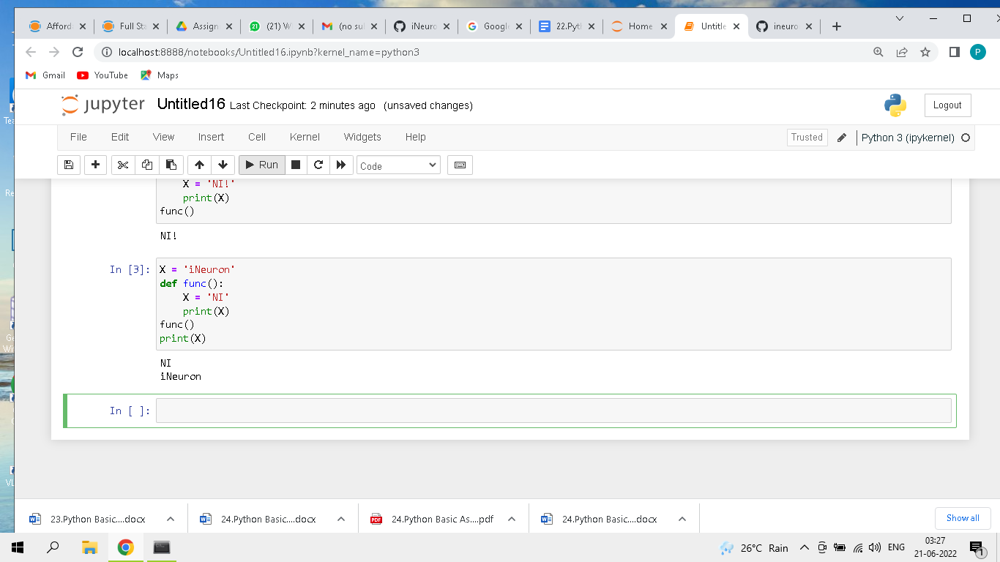 Afford
Full Sta
Assign
21
(21) W
(no sul
iNeuro
Google
22.Pyt
Home
Untitle
ineuro
localhost:8888/notebooks/Untitled16.ipynb?kernel_name=python3
P
Gmail
YouTube
Maps
jupyter Untitled16 Last Checkpoint: 2 minutes ago (unsaved changes)
Logout
File Edit View Insert Cell Kernel Widgets Help
Trusted
Python 3 (ipykernel)
Run
Code
X = 'NI!'
print(X)
func()
NI!
In [3]:
X = 'iNeuron'
def func():
X = 'NI'
print(X)
func()
print(X)
NI
iNeuron
In [ ]:
23.Python Basic....docx
24.Python Basic....docx
PDF
24.Python Basic As....pdf
24.Python Basic....docx
Show all
26°C Rain
ENG
03:27
21-06-2022
1